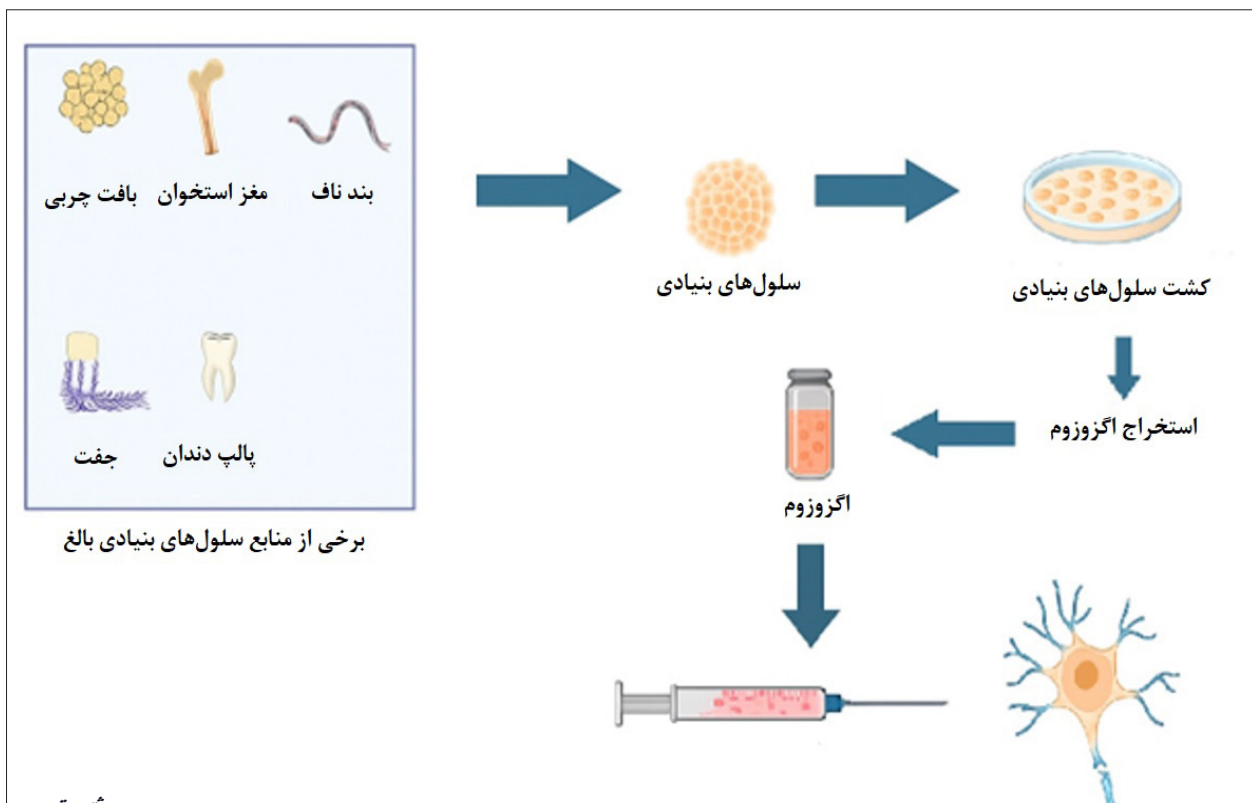 بند ناف
مغز استخوان
بافت چربی
پالپ دندان
جفت
برخی از منابع سلول‌های بنیادی بالغ
سلول‌های بنیادی
کشت سلول‌های بنیادی
استخراج اگزوزوم
اگزوزوم